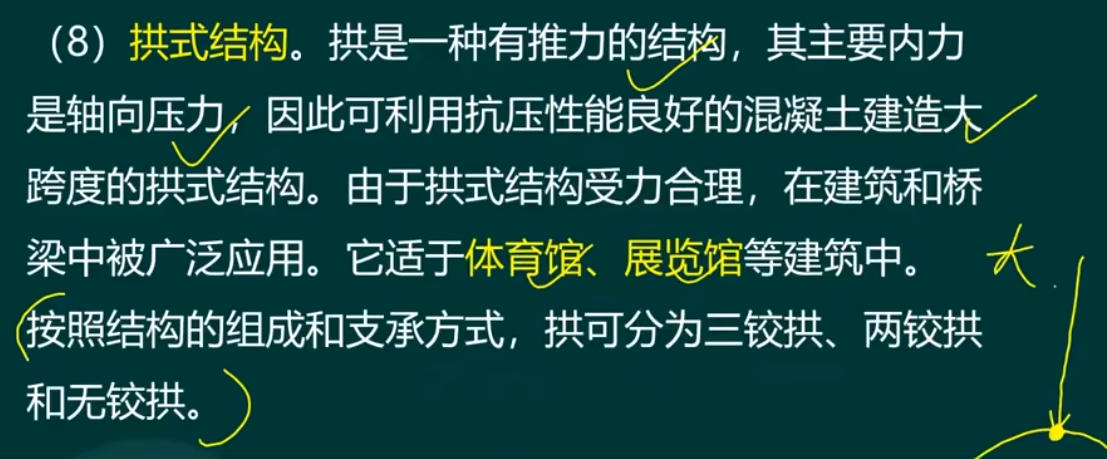 （8）拱式结构。拱是一种有推力的结构，其主要内力
是轴向压力，因此可利用抗压性能良好的混凝土建造大
跨度的拱式结构。由于拱式结构受力合理，在建筑和桥
梁中被广泛应用。它适于体育馆、展览馆等建筑中。
按照结构的组成和支承方式，拱可分为三铰拱、两铰拱
和无铰拱。